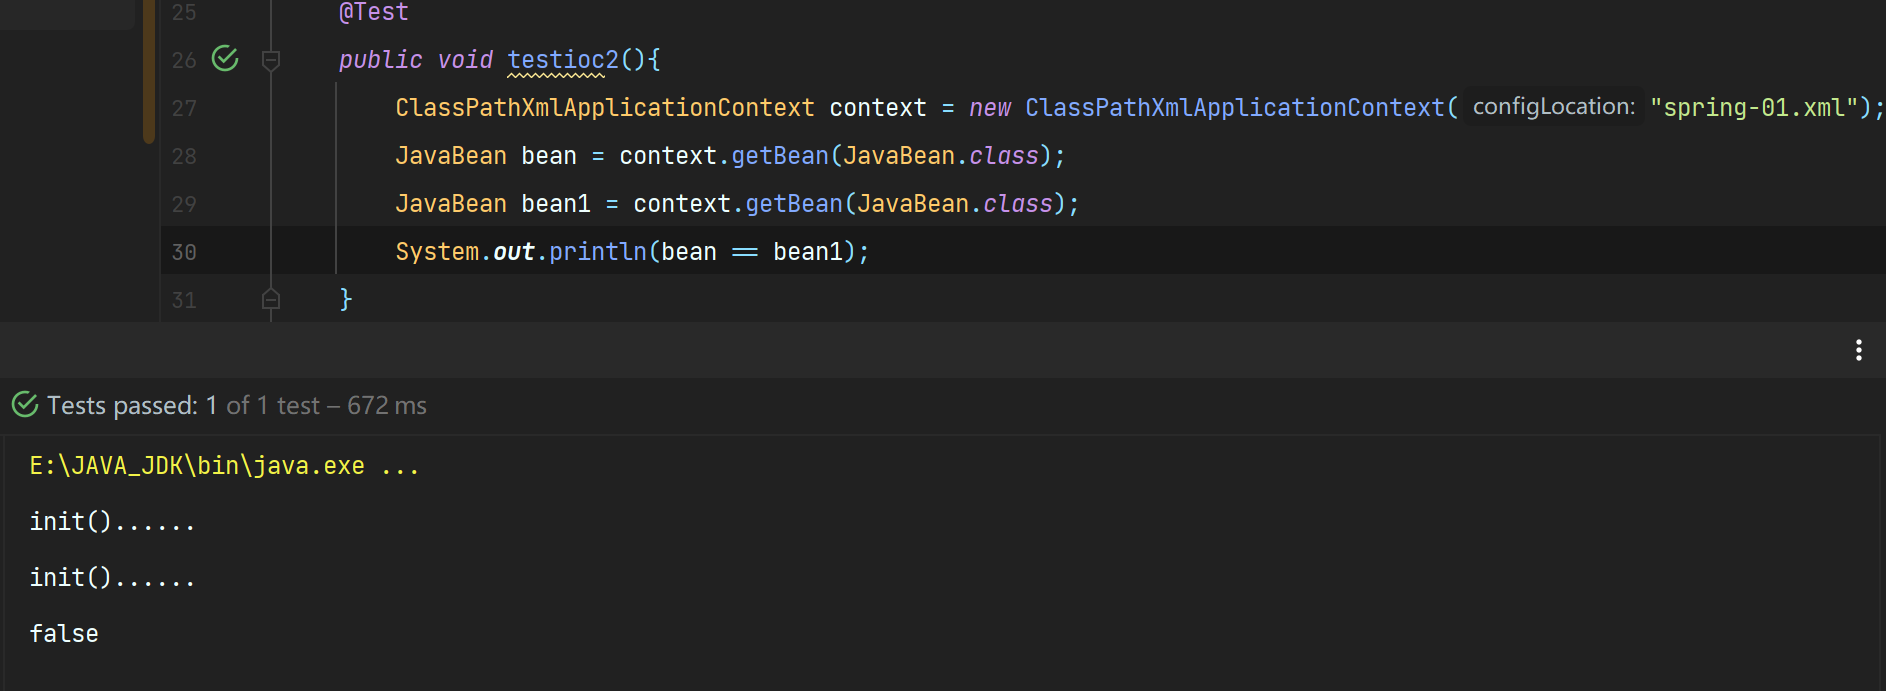 25 @Test
26 public void testioc2(){
27 ClassPathXmlApplicationContext context = new ClassPathXmlApplicationContext( configLocation: "spring-01.xml");
28 JavaBean bean = context.getBean(JavaBean.class);
29 JavaBean bean1 = context.getBean(JavaBean.class);
30 System.out.println(bean == bean1);
31 }
Tests passed: 1 of 1 test – 672 ms
E:\JAVA_JDK\bin\java.exe ...
init()......
init()......
false